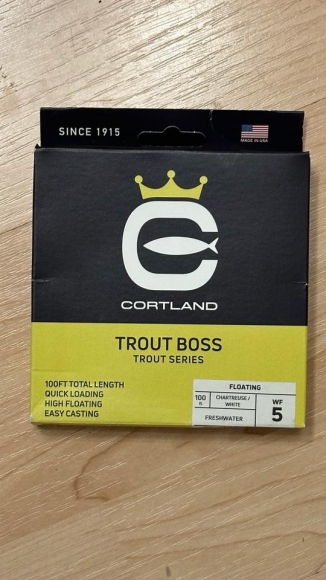 SINCE 1915
MADE IN USA
C
CORTLAND
TROUT BOSS
TROUT SERIES
100FT TOTAL LENGTH
QUICK LOADING
HIGH FLOATING
EASY CASTING
FLOATING
100
ft.
CHARTREUSE /
WHITE
FRESHWATER
WF
5